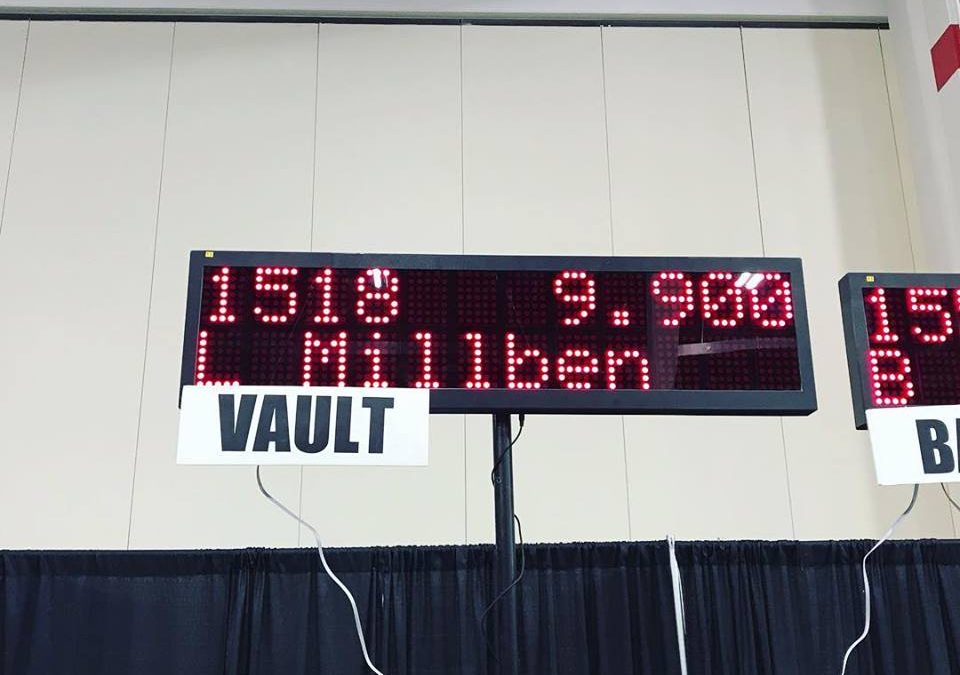 1518 9.900
L Millben
VAULT
B